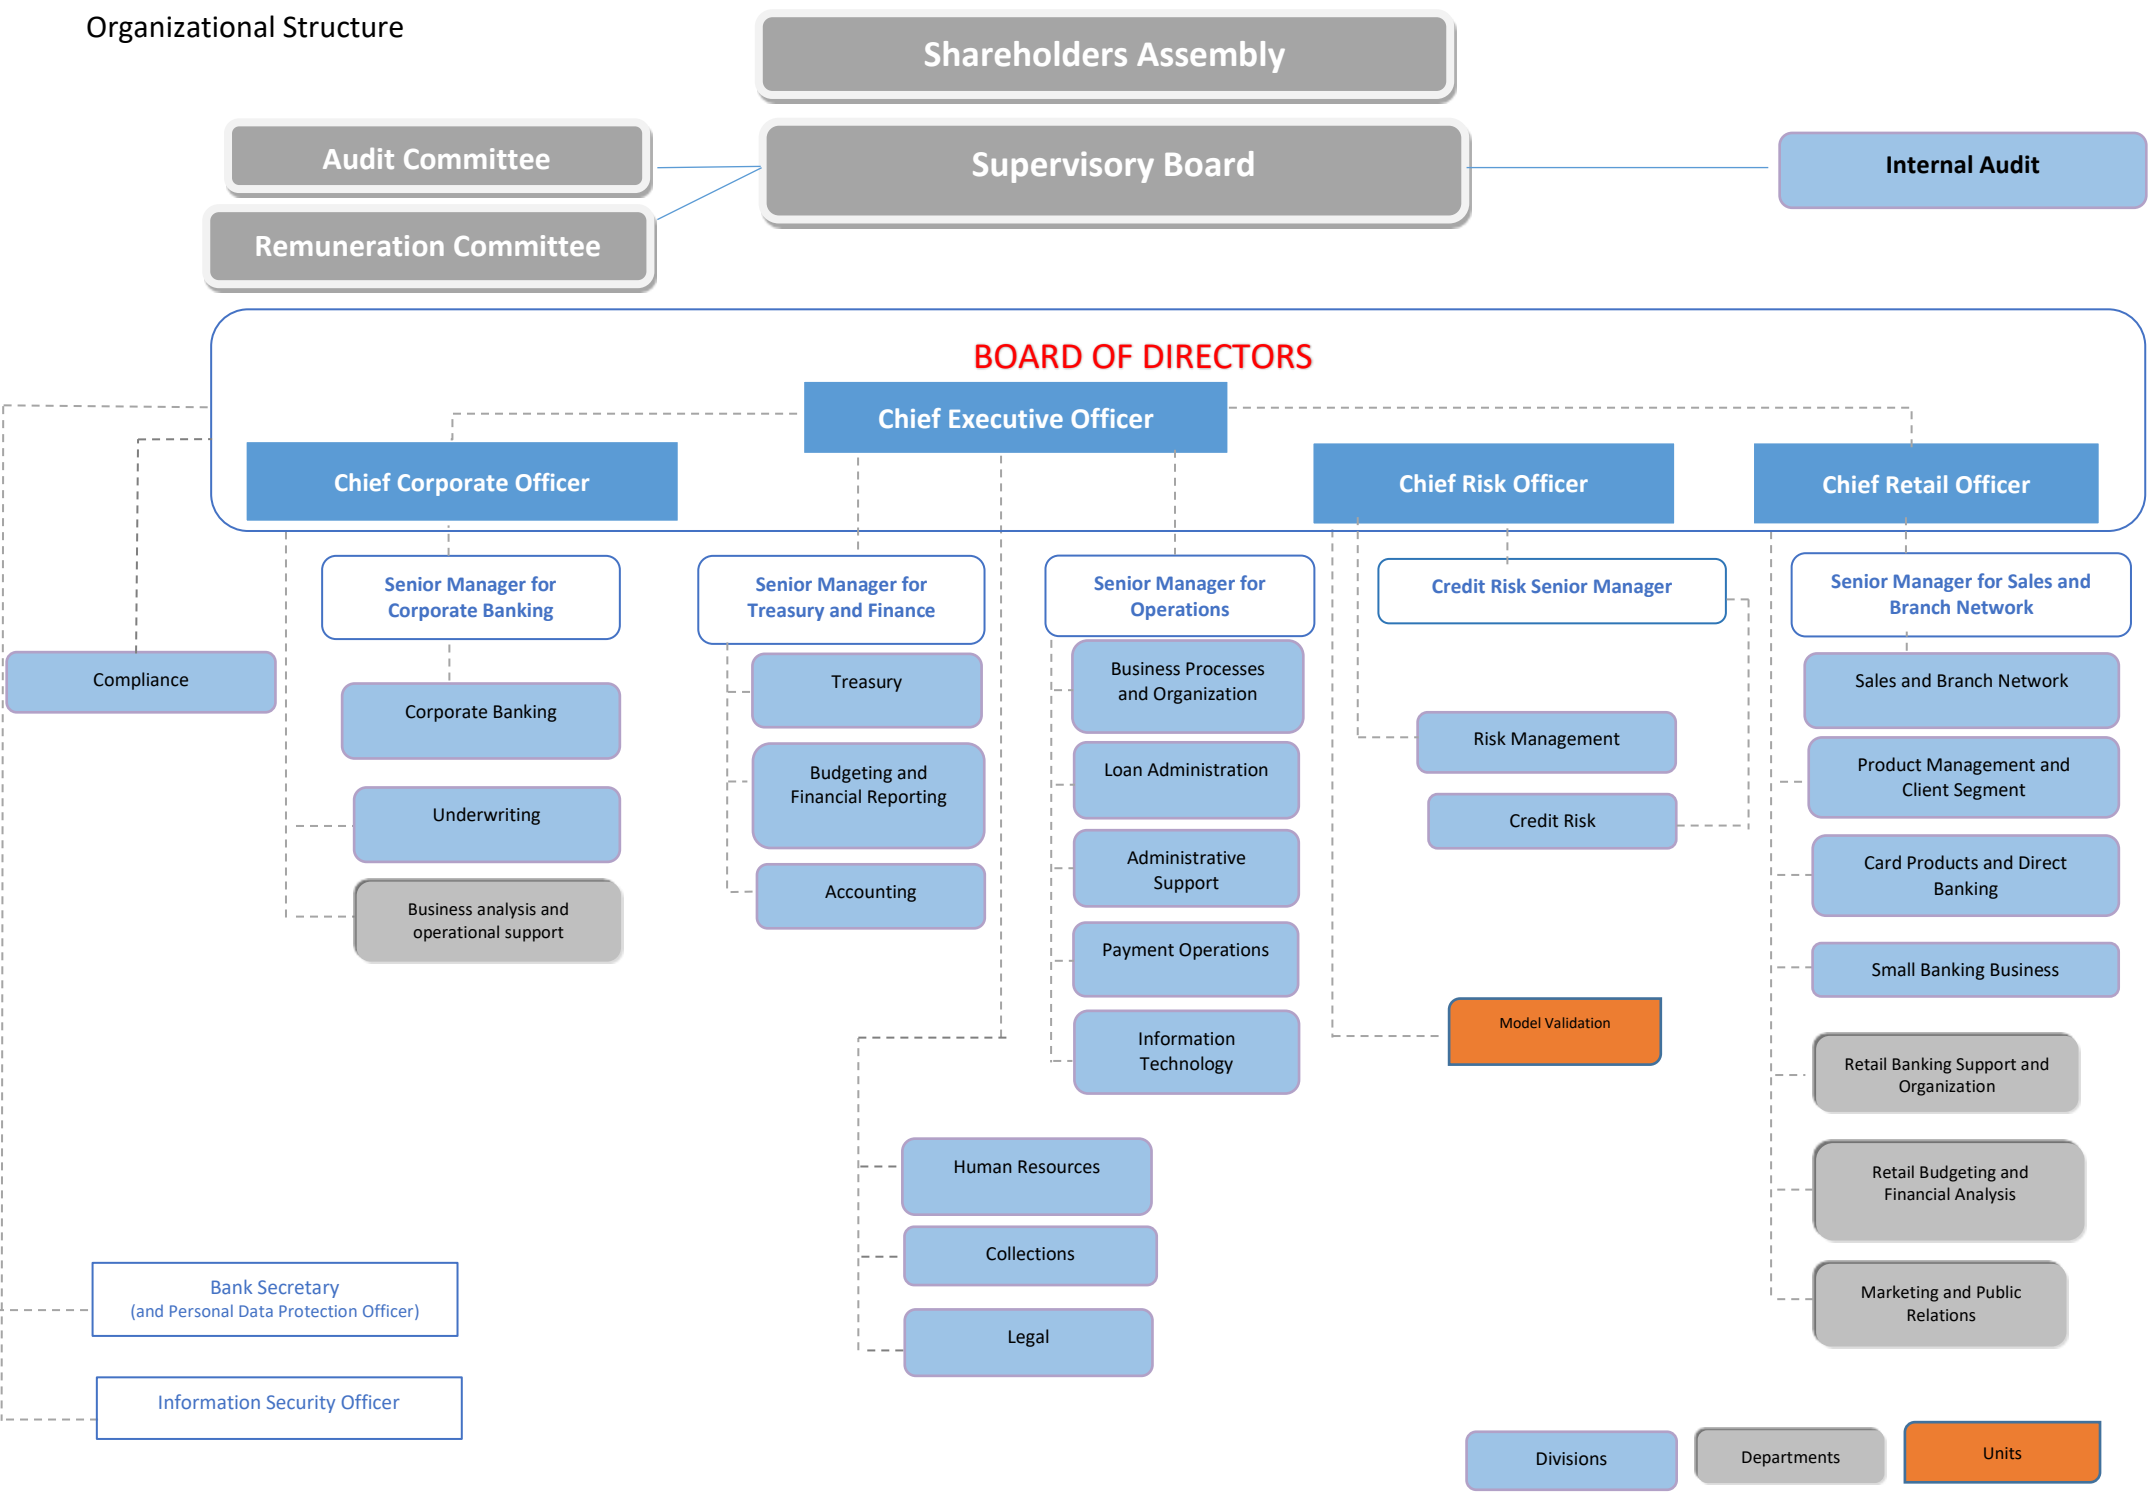 Organizational Structure
Shareholders Assembly
Audit Committee
Supervisory Board
Internal Audit
Remuneration Committee
BOARD OF DIRECTORS
Chief Executive Officer
Chief Corporate Officer
Chief Risk Officer
Chief Retail Officer
Senior Manager for
Corporate Banking
Senior Manager for
Treasury and Finance
Senior Manager for
Operations
Credit Risk Senior Manager
Senior Manager for Sales and
Branch Network
Compliance
Corporate Banking
Underwriting
Business analysis and
operational support
Treasury
Budgeting and
Financial Reporting
Accounting
Business Processes
and Organization
Loan Administration
Administrative
Support
Payment Operations
Information
Technology
Risk Management
Credit Risk
Model Validation
Sales and Branch Network
Product Management and
Client Segment
Card Products and Direct
Banking
Small Banking Business
Retail Banking Support and
Organization
Retail Budgeting and
Financial Analysis
Marketing and Public
Relations
Human Resources
Collections
Legal
Bank Secretary
(and Personal Data Protection Officer)
Information Security Officer
Divisions
Departments
Units